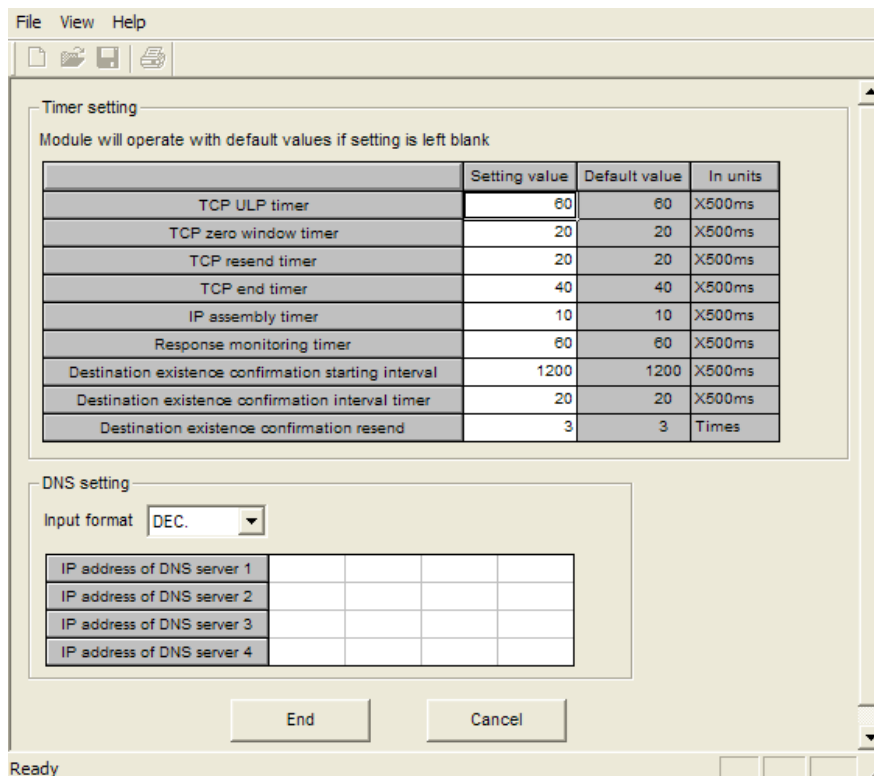 File View Help
Timer setting
Module will operate with default values if setting is left blank
Setting value Default value In units
TCP ULP timer 60 60 X500ms
TCP zero window timer 20 20 X500ms
TCP resend timer 20 20 X500ms
TCP end timer 40 40 X500ms
IP assembly timer 10 10 X500ms
Response monitoring timer 60 60 X500ms
Destination existence confirmation starting interval 1200 1200 X500ms
Destination existence confirmation interval timer 20 20 X500ms
Destination existence confirmation resend 3 3 Times
DNS setting
Input format DEC.
IP address of DNS server 1
IP address of DNS server 2
IP address of DNS server 3
IP address of DNS server 4
End Cancel
Ready